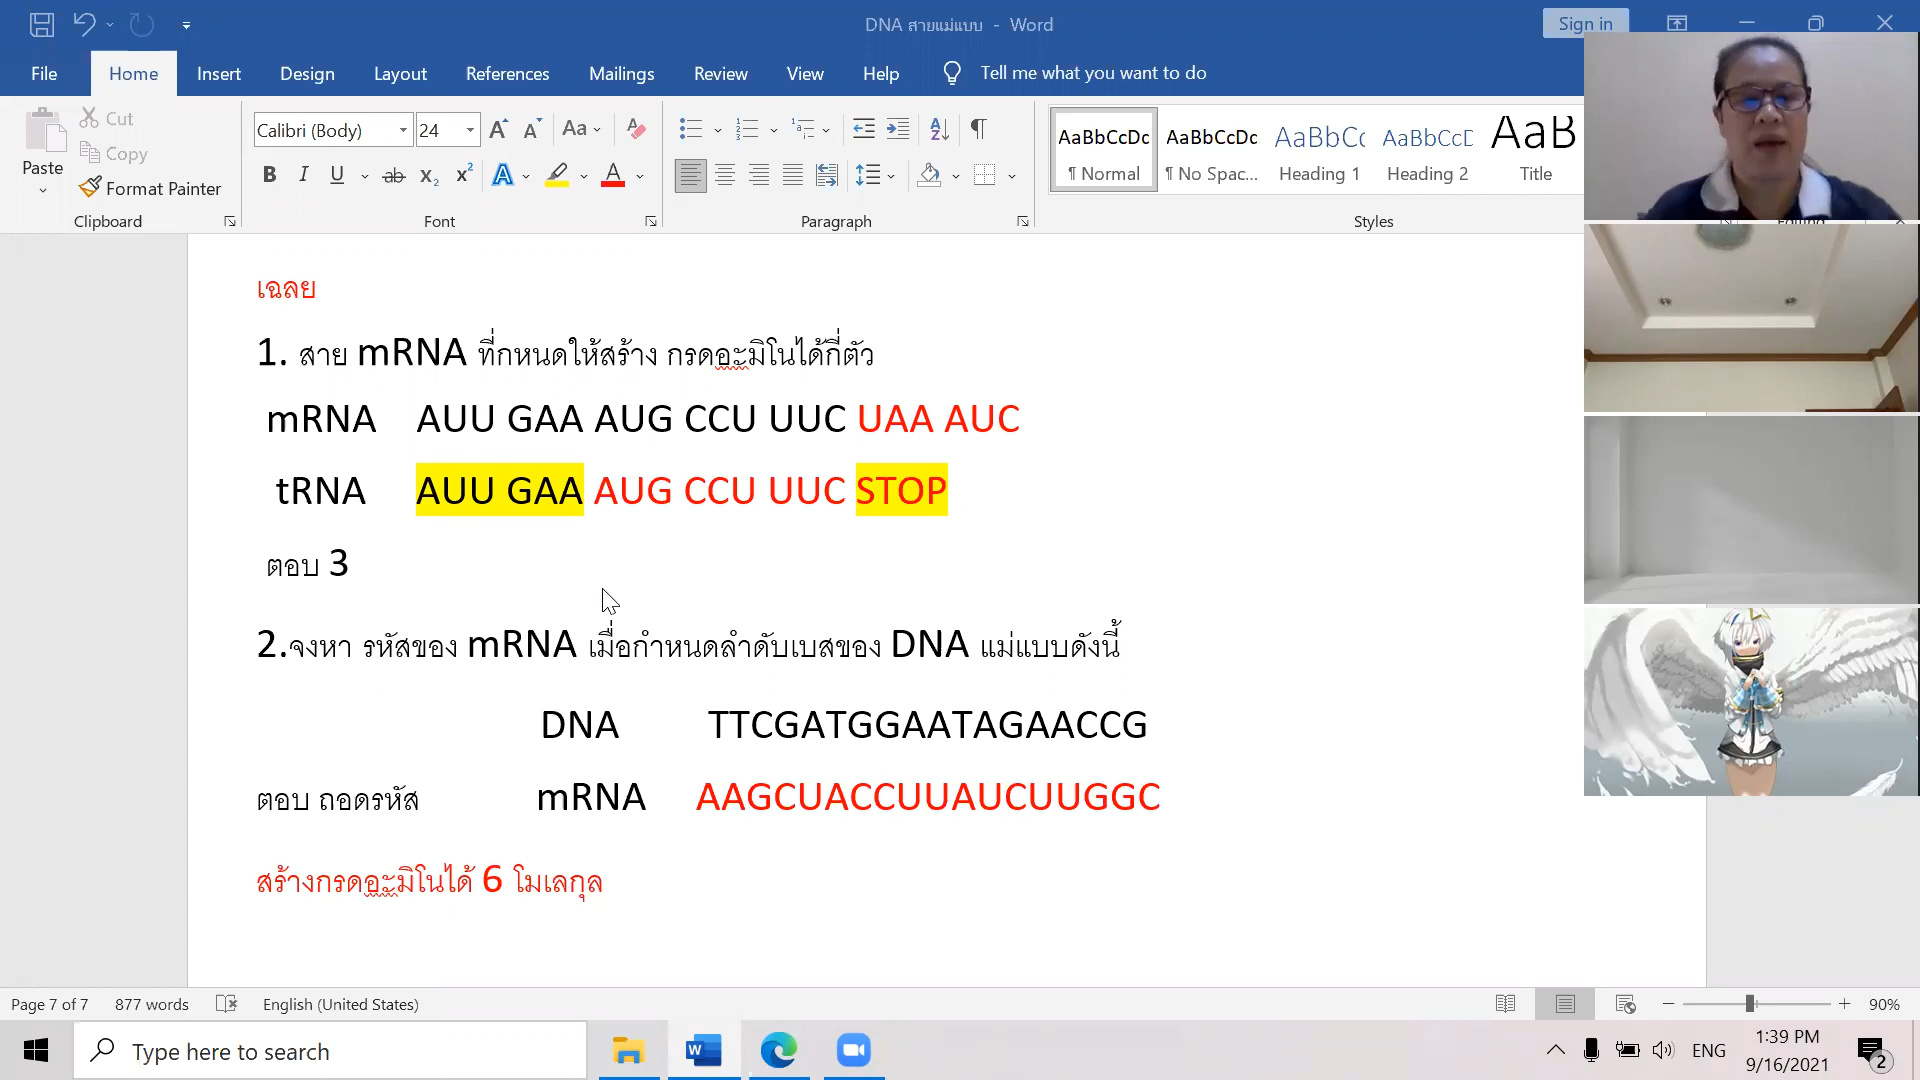 DNA สายแม่แบบ - Word
Sign in
File Home Insert Design Layout References Mailings Review View Help Tell me what you want to do
Paste
Cut
Copy
Format Painter
Clipboard
Calibri (Body) 24
Font
Paragraph
AaBbCcDc AaBbCcDc AaBbCc AaBbCcD AaB
¶ Normal ¶ No Spac... Heading 1 Heading 2 Title
Styles
เฉลย
1. สาย mRNA ที่กหนดให้สร้าง กรดอะมิโนได้กี่ตัว
mRNA AUU GAA AUG CCU UUC UAA AUC
tRNA AUU GAA AUG CCU UUC STOP
ตอบ 3
2.จงหา รหัสของ mRNA เมื่อกำหนดลำดับเบสของ DNA แม่แบบดังนี้
DNA TTCGATGGAATAGAACCG
ตอบ ถอดรหัส mRNA AAGCUACCUUAUCUUGGC
สร้างกรดอะมิโนได้ 6 โมเลกุล
Page 7 of 7 877 words English (United States) 90%
Type here to search
ENG
1:39 PM
9/16/2021
2